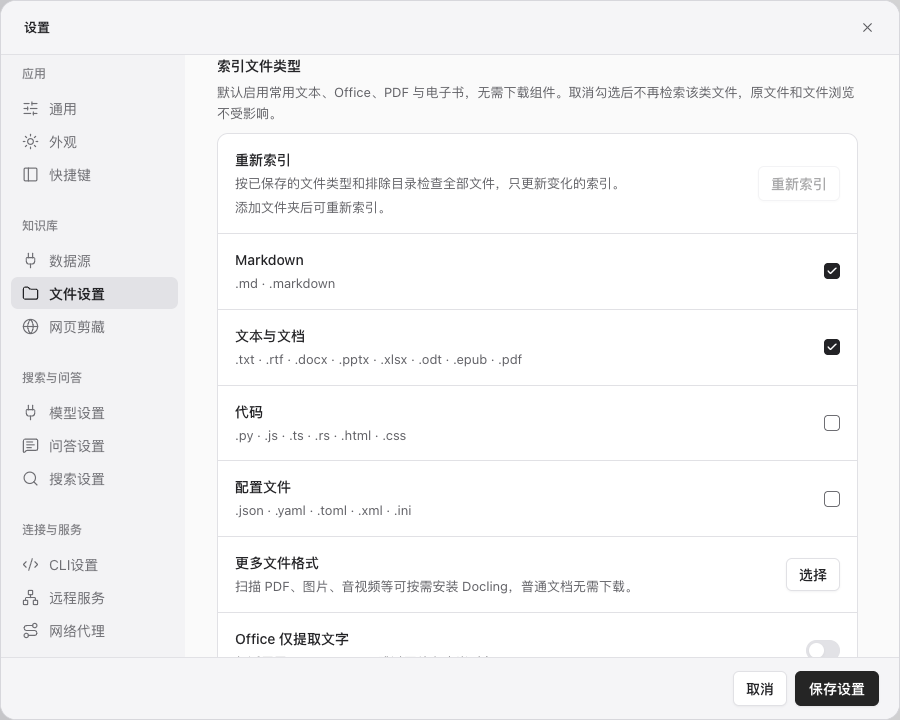 设置
应用
通用
外观
快捷键
知识库
数据源
文件设置
网页剪藏
搜索与问答
模型设置
问答设置
搜索设置
连接与服务
CLI设置
远程服务
网络代理
索引文件类型
默认启用常用文本、Office、PDF 与电子书，无需下载组件。取消勾选后不再检索该类文件，原文件和文件浏览
不受影响。
重新索引
按已保存的文件类型和排除目录检查全部文件，只更新变化的索引。
添加文件夹后可重新索引。
重新索引
Markdown
.md · .markdown
文本与文档
.txt · .rtf · .docx · .pptx · .xlsx · .odt · .epub · .pdf
代码
.py · .js · .ts · .rs · .html · .css
配置文件
.json · .yaml · .toml · .xml · .ini
更多文件格式
扫描 PDF、图片、音视频等可按需安装 Docling，普通文档无需下载。
选择
Office 仅提取文字
取消
保存设置